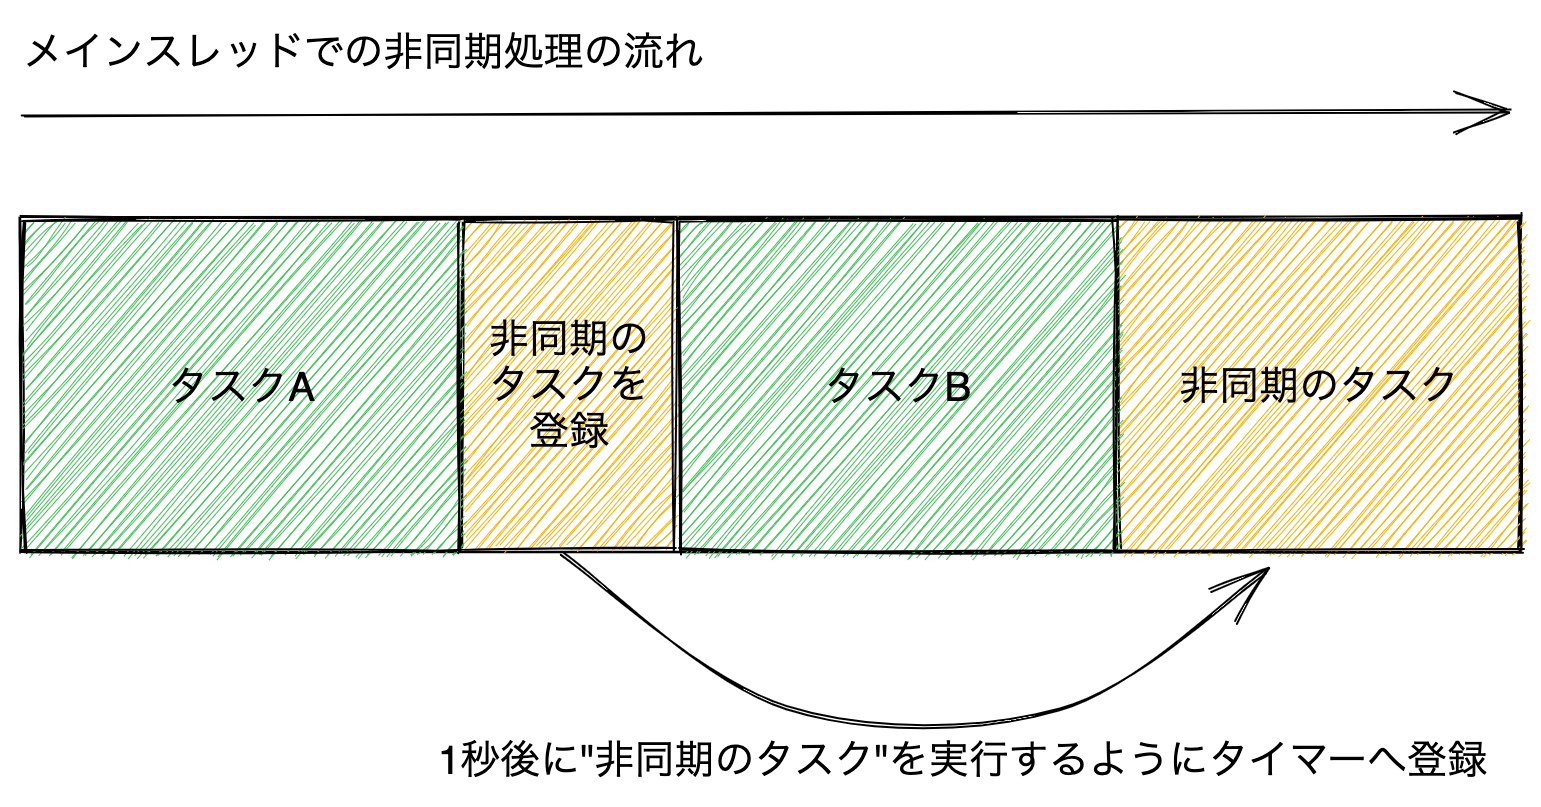 メインスレッドでの非同期処理の流れ
タスクA
非同期の
タスクを
登録
タスクB
非同期のタスク
1秒後に"非同期のタスク"を実行するようにタイマーへ登録